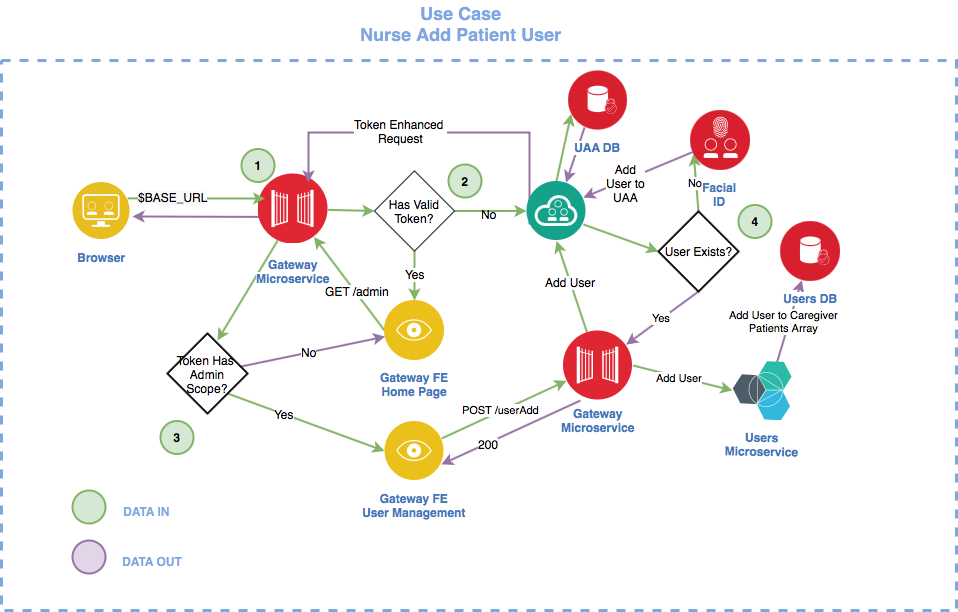 Use Case
Nurse Add Patient User
Token Enhanced
Request
UAA DB
1
2
$BASE_URL
Has Valid
Token?
No
Browser
Gateway
Microservice
Yes
GET /admin
Add
User to
UAA
No
Facial
ID
4
User Exists?
Users DB
Add User
Yes
Add User to Caregiver
Patients Array
Token Has
Admin
Scope?
No
3
Gateway FE
Home Page
Yes
POST /userAdd
200
Gateway
Microservice
Add User
Users
Microservice
Gateway FE
User Management
DATA IN
DATA OUT